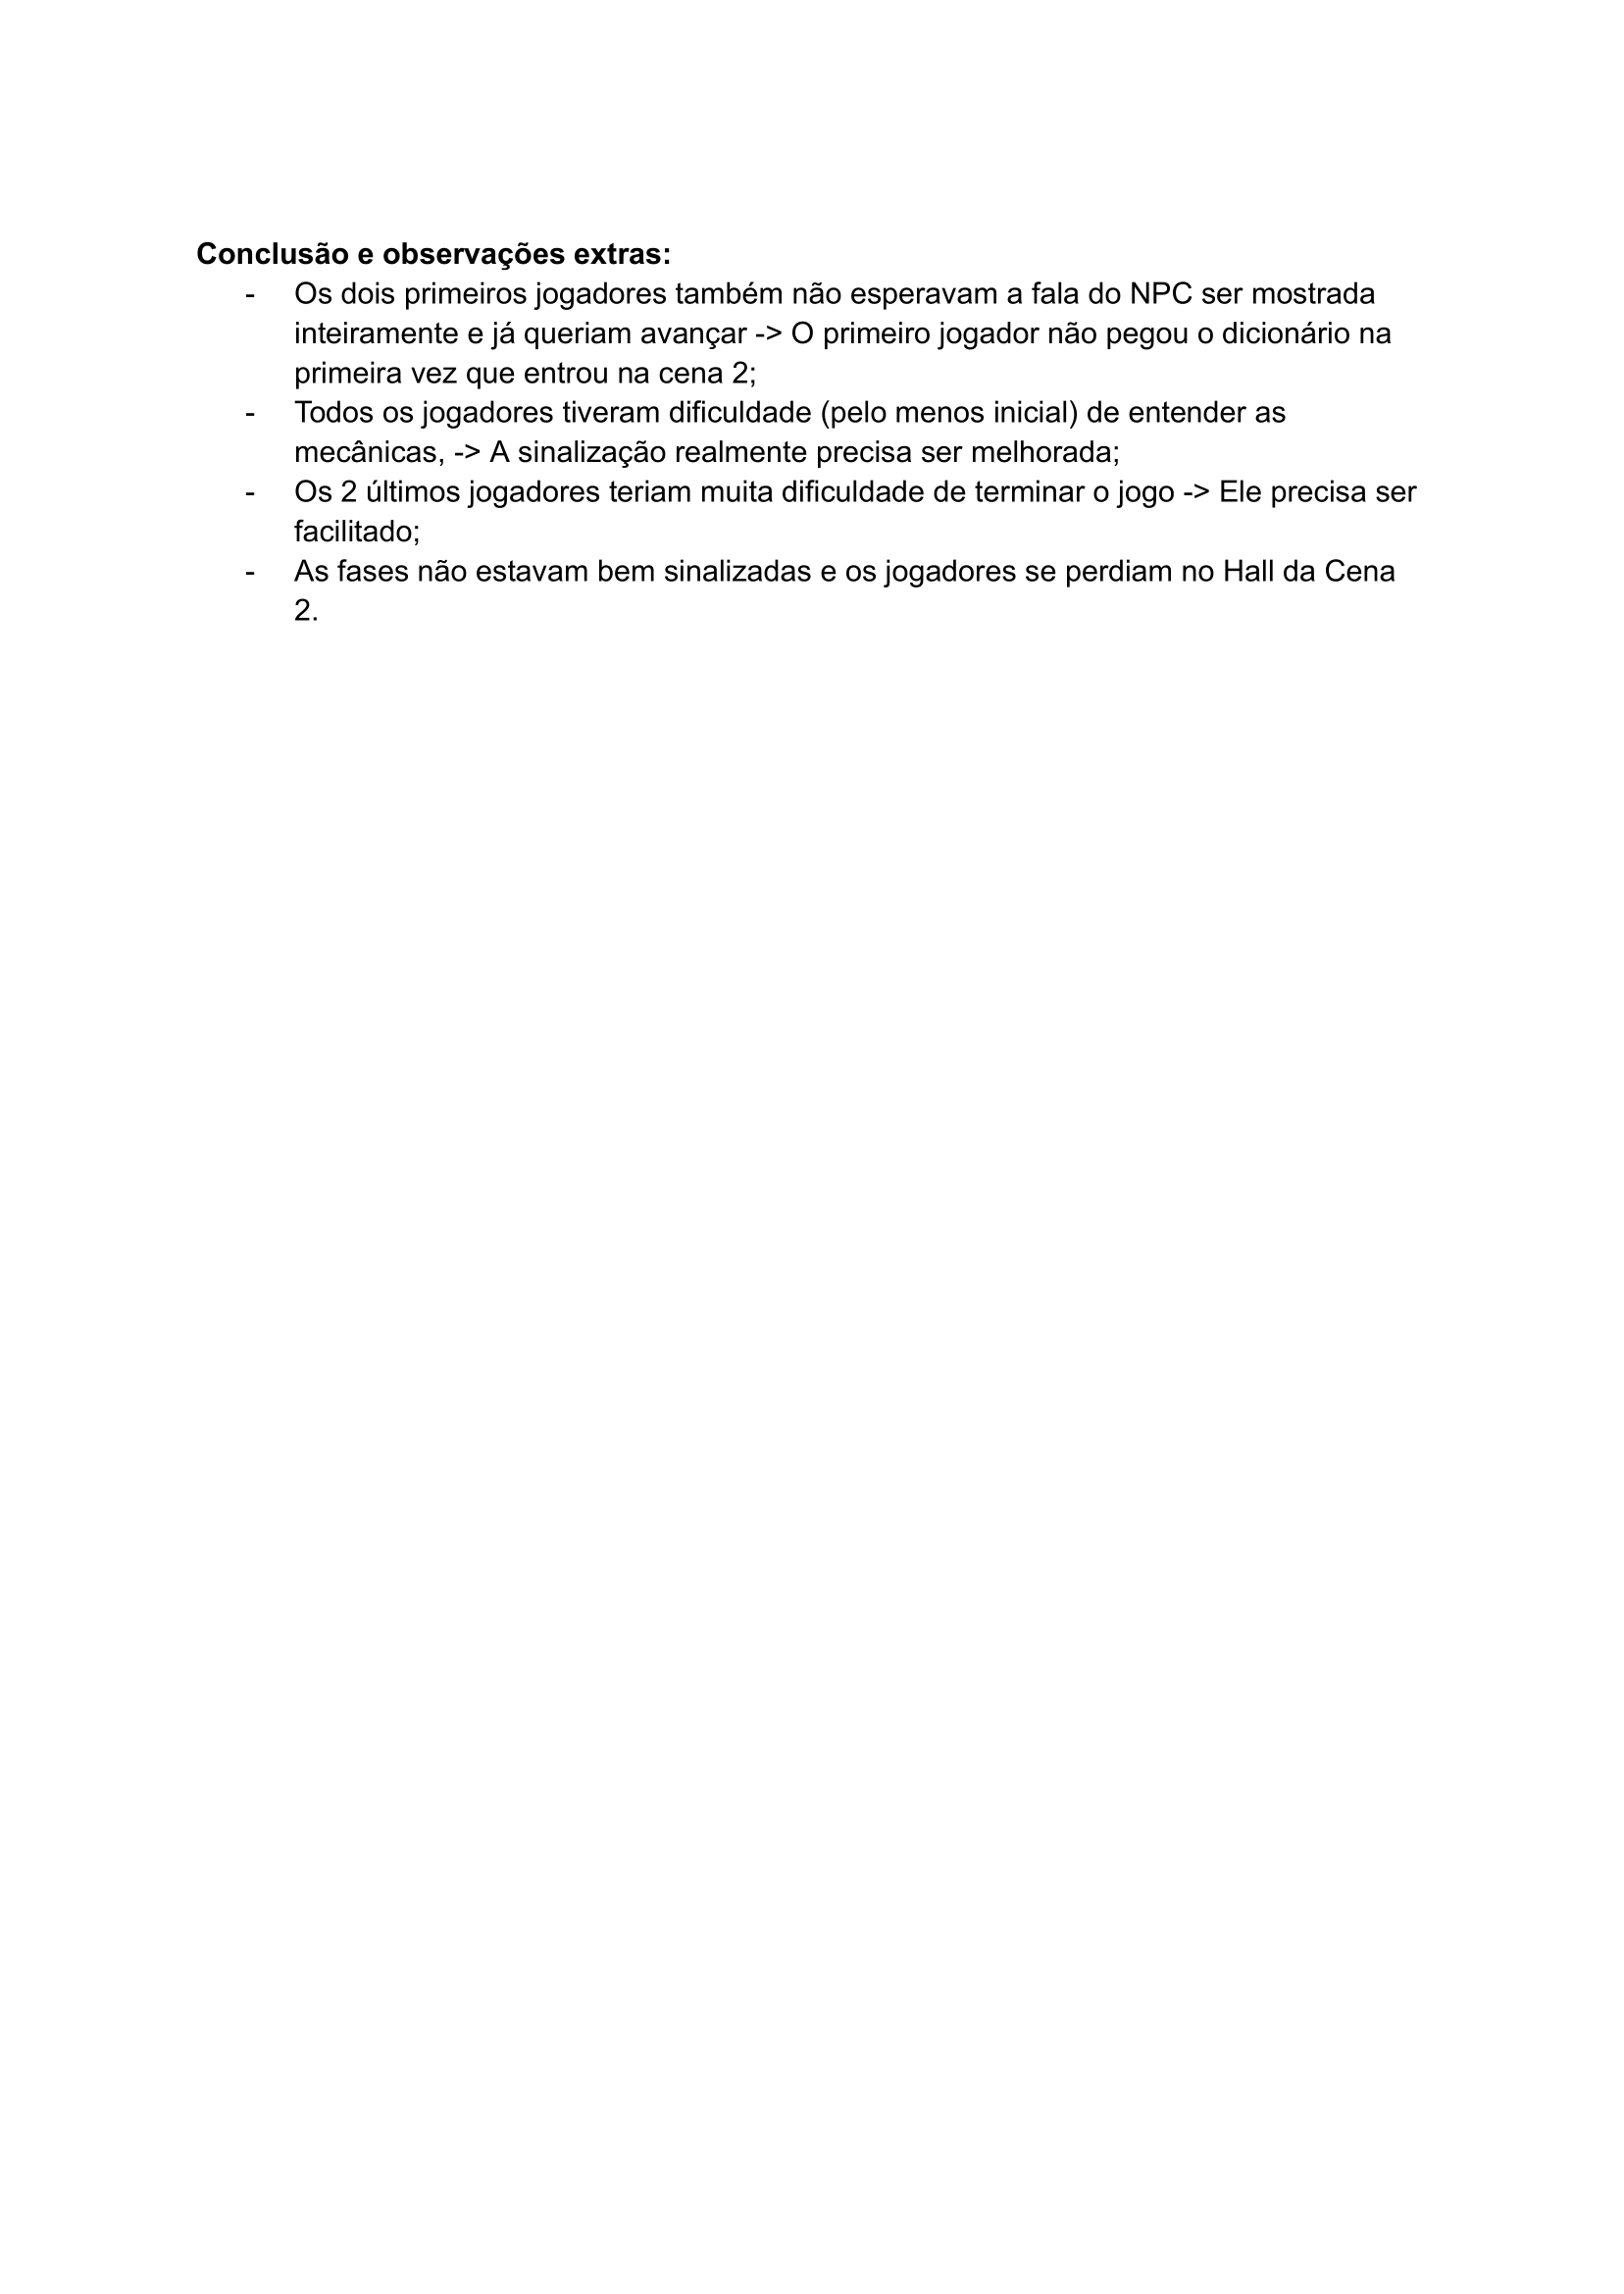 Conclusão e observações extras:
- Os dois primeiros jogadores também não esperavam a fala do NPC ser mostrada
inteiramente e já queriam avançar -> O primeiro jogador não pegou o dicionário na
primeira vez que entrou na cena 2;
- Todos os jogadores tiveram dificuldade (pelo menos inicial) de entender as
mecânicas, -> A sinalização realmente precisa ser melhorada;
- Os 2 últimos jogadores teriam muita dificuldade de terminar o jogo -> Ele precisa ser
facilitado;
- As fases não estavam bem sinalizadas e os jogadores se perdiam no Hall da Cena
2.